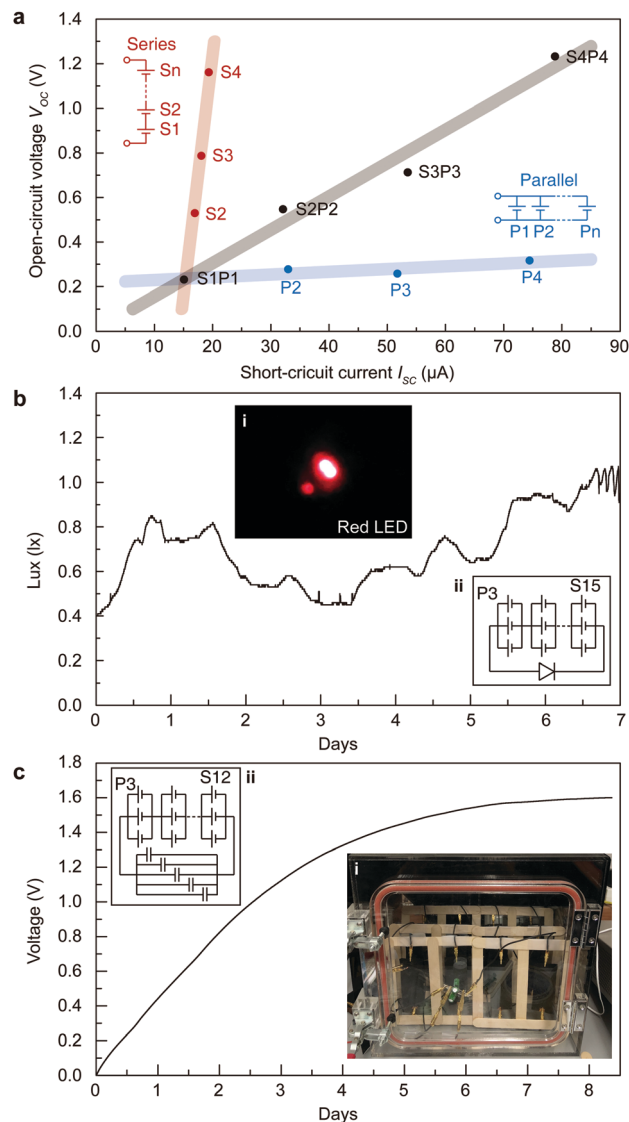 a
Open-circuit voltage V_OC (V)
1.4
1.2
1.0
0.8
0.6
0.4
0.2
0.0
Series
Sn
S2
S1
S4
S3
S2
S4P4
S3P3
S2P2
S1P1
Parallel
P1 P2 Pn
P2
P3
P4
0 10 20 30 40 50 60 70 80 90
Short-cricuit current I_SC (µA)
b
Lux (lx)
1.4
1.2
1.0
0.8
0.6
0.4
0.2
0.0
i
Red LED
ii
P3
S15
0 1 2 3 4 5 6 7
Days
c
Voltage (V)
1.8
1.6
1.4
1.2
1.0
0.8
0.6
0.4
0.2
0.0
P3
S12
ii
i
0 1 2 3 4 5 6 7 8
Days